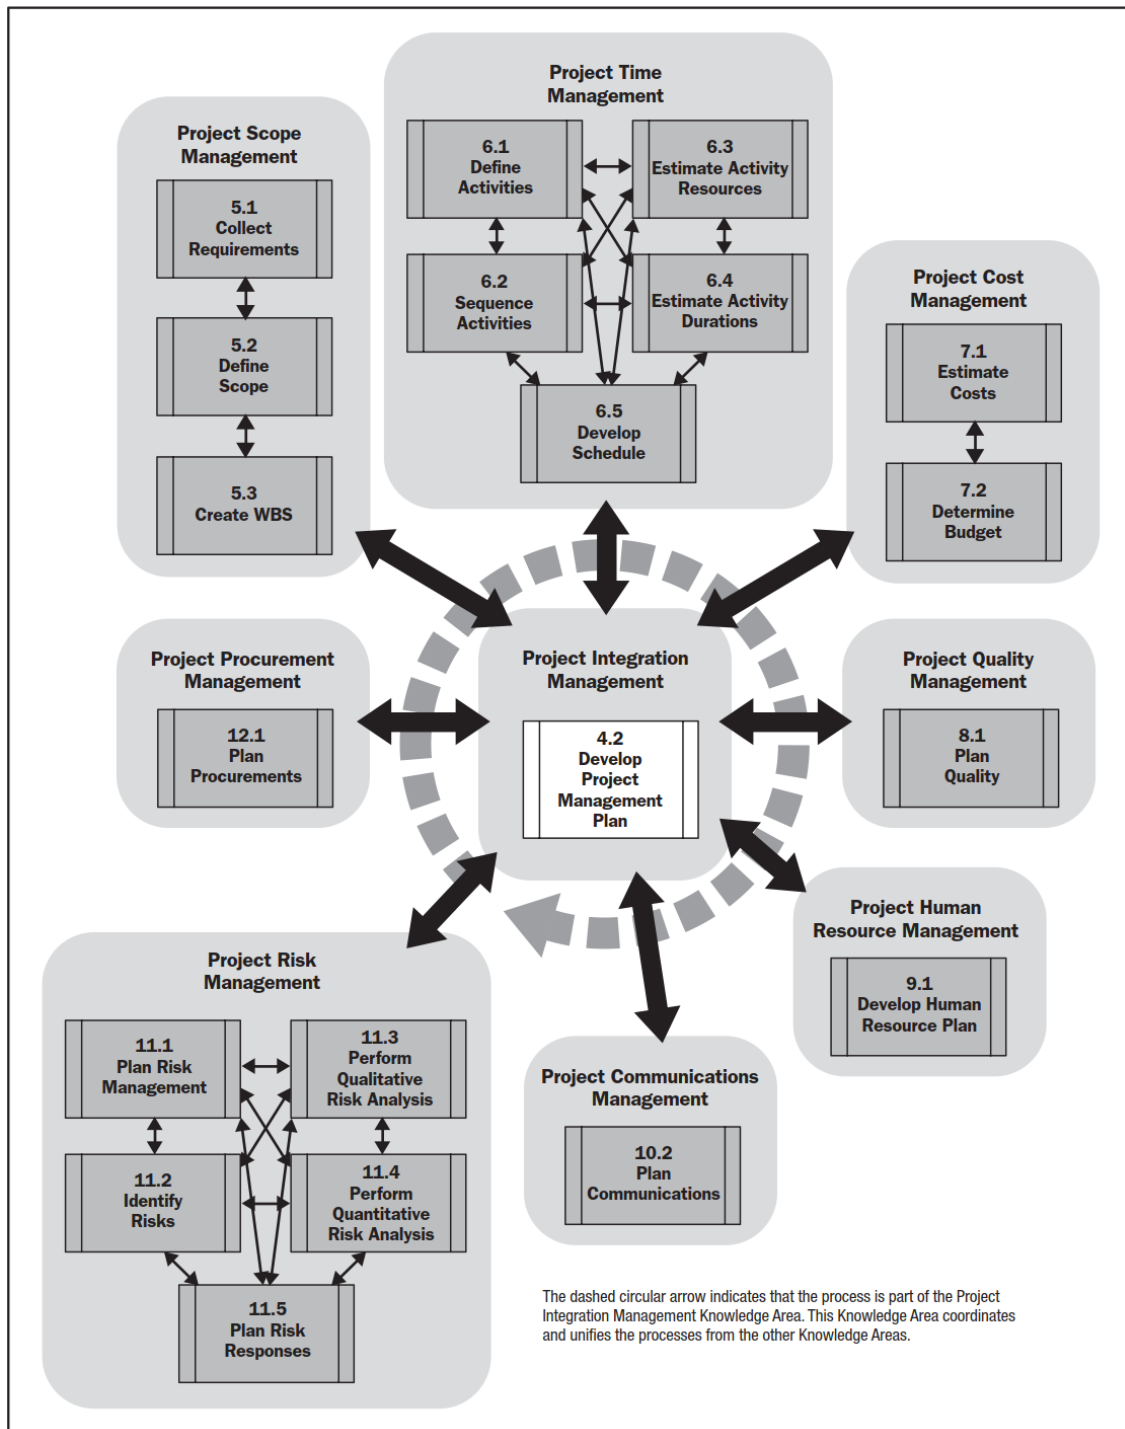 Project Time
Management
Project Scope
Management
6.1
Define
Activities
6.3
Estimate Activity
Resources
5.1
Collect
Requirements
6.2
Sequence
Activities
6.4
Estimate Activity
Durations
Project Cost
Management
5.2
Define
Scope
7.1
Estimate
Costs
6.5
Develop
Schedule
5.3
Create WBS
7.2
Determine
Budget
Project Procurement
Management
Project Integration
Management
Project Quality
Management
12.1
Plan
Procurements
4.2
Develop
Project
Management
Plan
8.1
Plan
Quality
Project Human
Resource Management
9.1
Develop Human
Resource Plan
Project Risk
Management
11.1
Plan Risk
Management
11.3
Perform
Qualitative
Risk Analysis
11.2
Identify
Risks
11.4
Perform
Quantitative
Risk Analysis
11.5
Plan Risk
Responses
Project Communications
Management
10.2
Plan
Communications
The dashed circular arrow indicates that the process is part of the Project
Integration Management Knowledge Area. This Knowledge Area coordinates
and unifies the processes from the other Knowledge Areas.